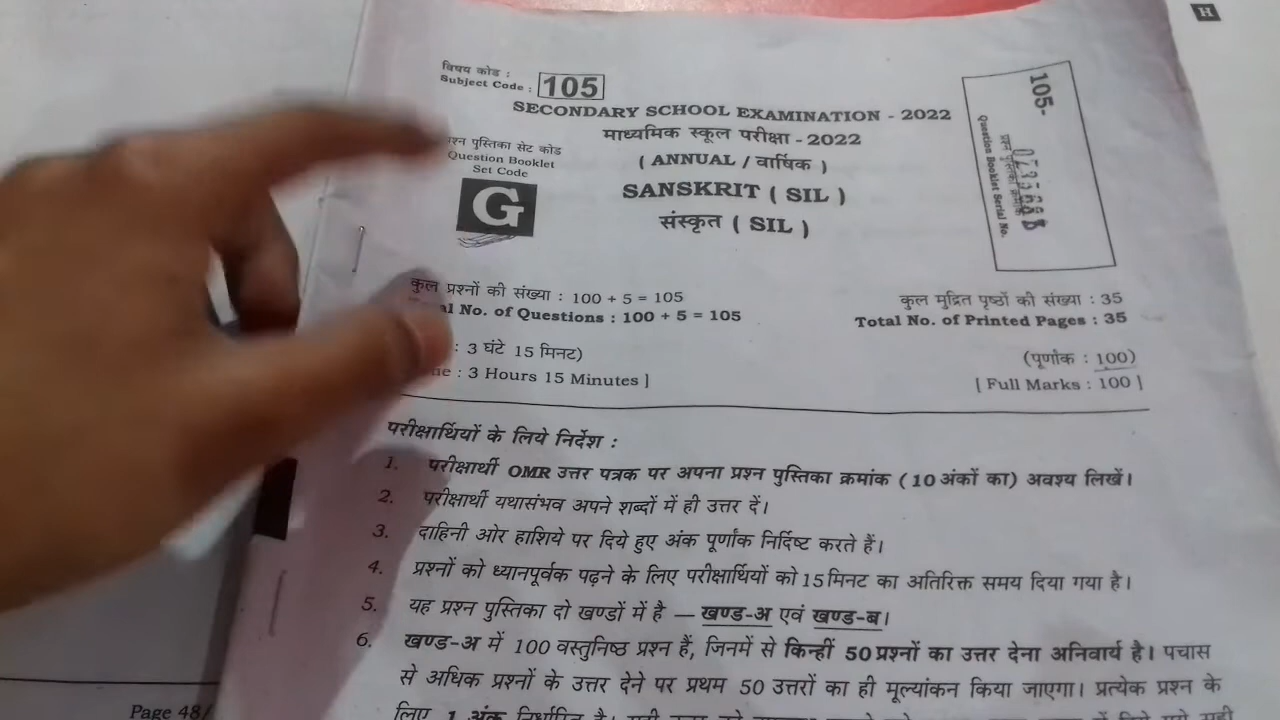 H
विषय कोड :
Subject Code : 105
SECONDARY SCHOOL EXAMINATION - 2022
माध्यमिक स्कूल परीक्षा - 2022
( ANNUAL / वार्षिक )
पुस्तिका सेट कोड
Question Booklet
Set Code
G
SANSKRIT ( SIL )
संस्कृत ( SIL )
105-
प्रश्न पुस्तिका क्रमांक
Question Booklet Serial No.
कुल प्रश्नों की संख्या : 100 + 5 = 105
No. of Questions : 100 + 5 = 105
कुल मुद्रित पृष्ठों की संख्या : 35
Total No. of Printed Pages : 35
: 3 घंटे 15 मिनट)
: 3 Hours 15 Minutes ]
(पूर्णांक : 100)
[ Full Marks : 100 ]
परीक्षार्थियों के लिये निर्देश :
1. परीक्षार्थी OMR उत्तर पत्रक पर अपना प्रश्न पुस्तिका क्रमांक (10 अंकों का) अवश्य लिखें।
2. परीक्षार्थी यथासंभव अपने शब्दों में ही उत्तर दें।
3. दाहिनी ओर हाशिये पर दिये हुए अंक पूर्णांक निर्दिष्ट करते हैं।
4. प्रश्नों को ध्यानपूर्वक पढ़ने के लिए परीक्षार्थियों को 15 मिनट का अतिरिक्त समय दिया गया है।
5. यह प्रश्न पुस्तिका दो खण्डों में है — खण्ड-अ एवं खण्ड-ब।
6. खण्ड-अ में 100 वस्तुनिष्ठ प्रश्न हैं, जिनमें से किन्हीं 50 प्रश्नों का उत्तर देना अनिवार्य है। पचास
से अधिक प्रश्नों के उत्तर देने पर प्रथम 50 उत्तरों का ही मूल्यांकन किया जाएगा। प्रत्येक प्रश्न के
लिए 1 अंक निर्धारित है।
Page 48/